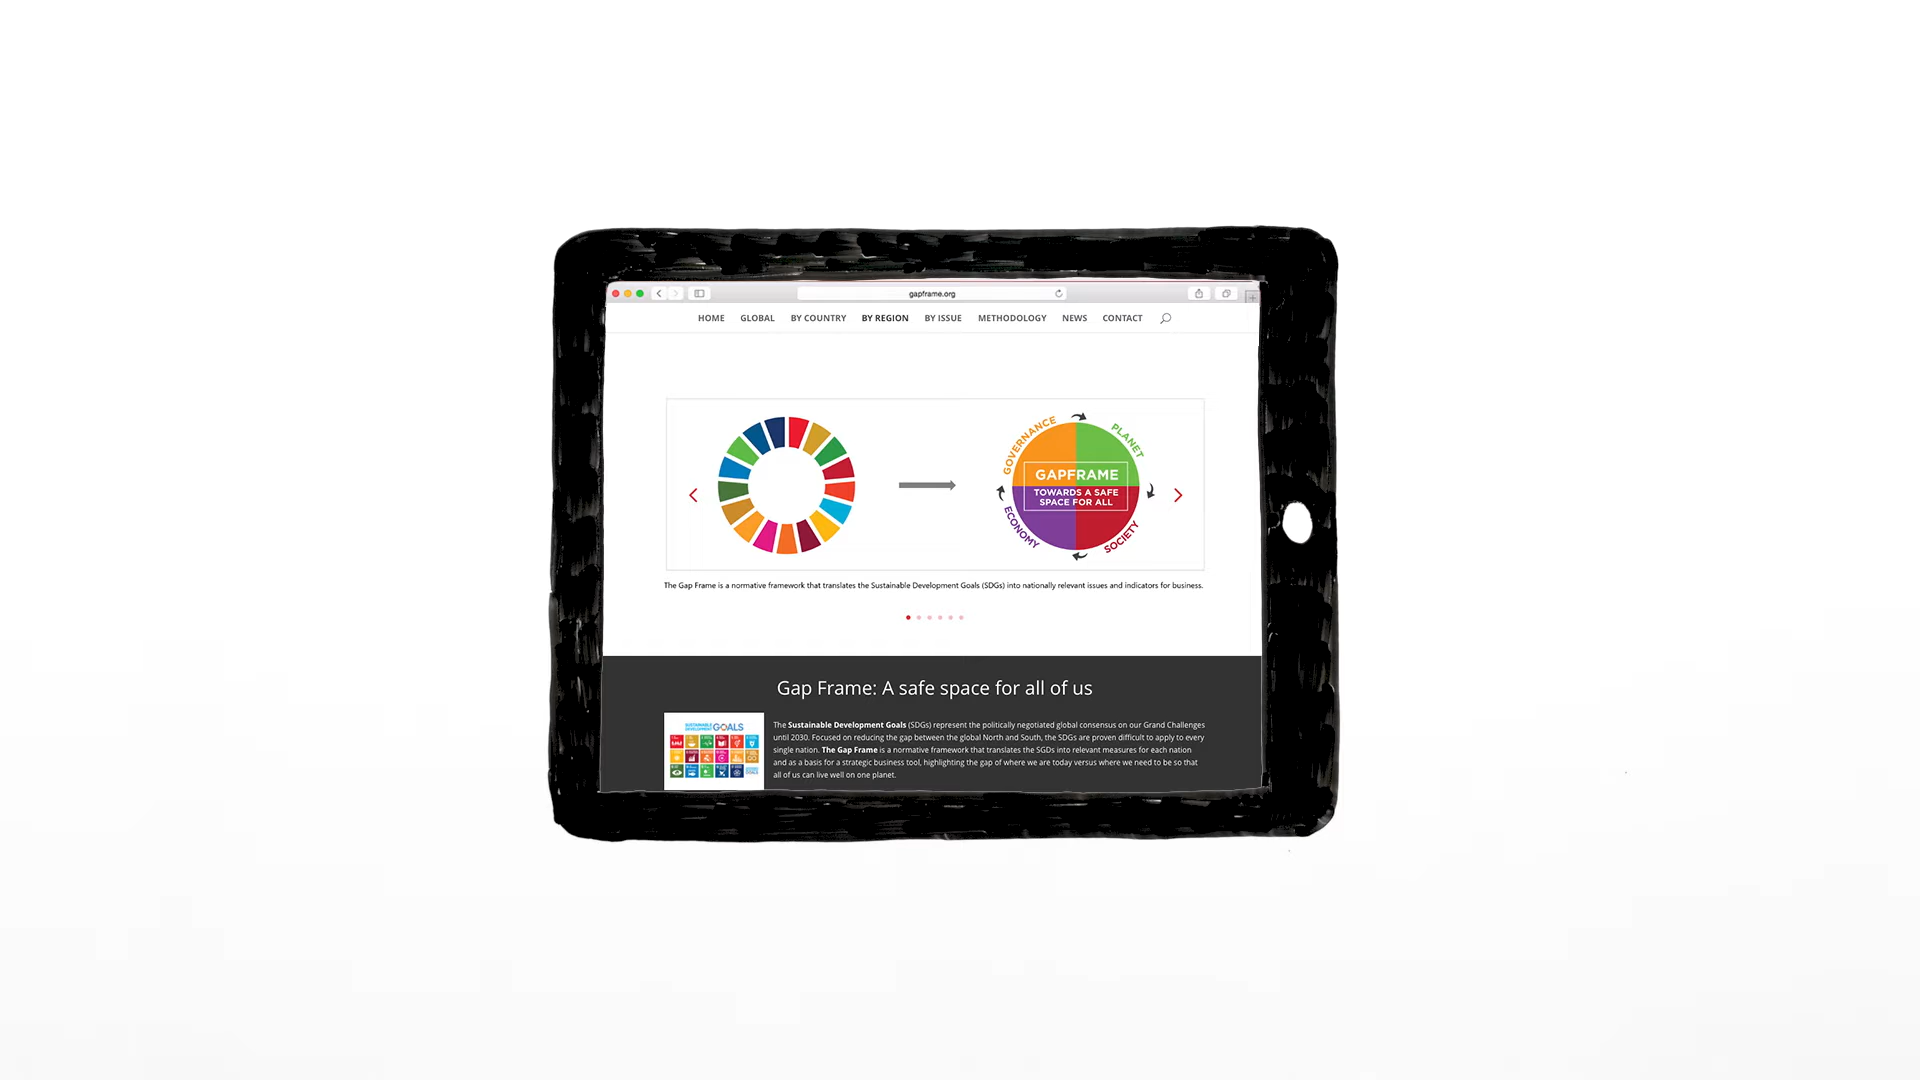 gapframe.org
HOME GLOBAL BY COUNTRY BY REGION BY ISSUE METHODOLOGY NEWS CONTACT
GOVERNANCE
PLANET
GAPFRAME
TOWARDS A SAFE
SPACE FOR ALL
ECONOMY
SOCIETY
The Gap Frame is a normative framework that translates the Sustainable Development Goals (SDGs) into nationally relevant issues and indicators for business.
Gap Frame: A safe space for all of us
SUSTAINABLE DEVELOPMENT GOALS
The Sustainable Development Goals (SDGs) represent the politically negotiated global consensus on our Grand Challenges
until 2030. Focused on reducing the gap between the global North and South, the SDGs are proven difficult to apply to every
single nation. The Gap Frame is a normative framework that translates the SGDs into relevant measures for each nation
and as a basis for a strategic business tool, highlighting the gap of where we are today versus where we need to be so that
all of us can live well on one planet.